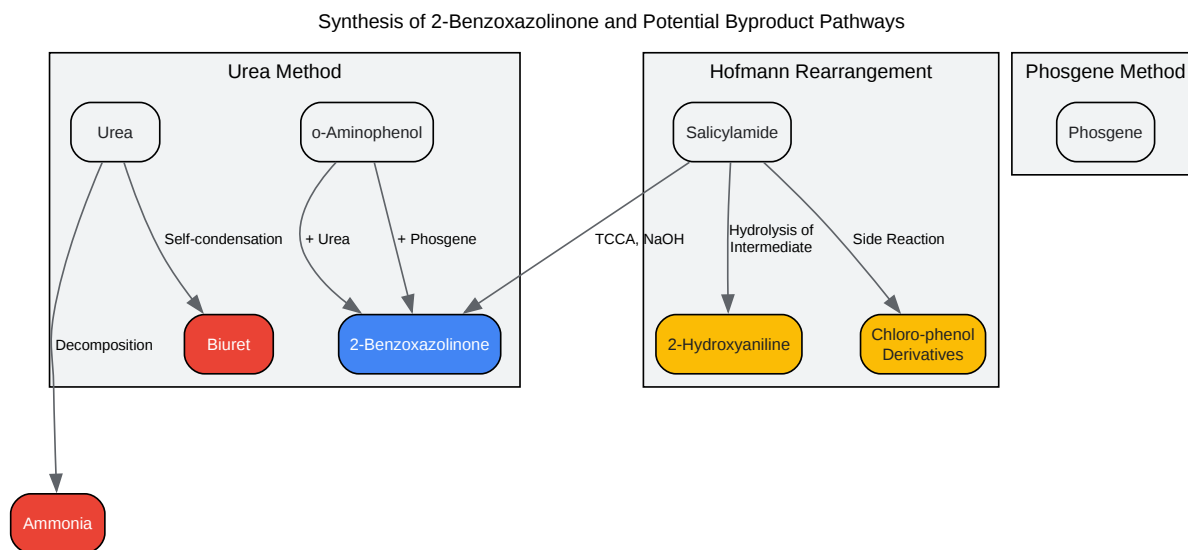 Synthesis of 2-Benzoxazolinone and Potential Byproduct Pathways
Urea Method
Hofmann Rearrangement
Phosgene Method
Urea
o-Aminophenol
Salicylamide
Phosgene
Self-condensation
+ Urea
+ Phosgene
TCCA, NaOH
Hydrolysis of
Intermediate
Side Reaction
Decomposition
Biuret
2-Benzoxazolinone
2-Hydroxyaniline
Chloro-phenol
Derivatives
Ammonia